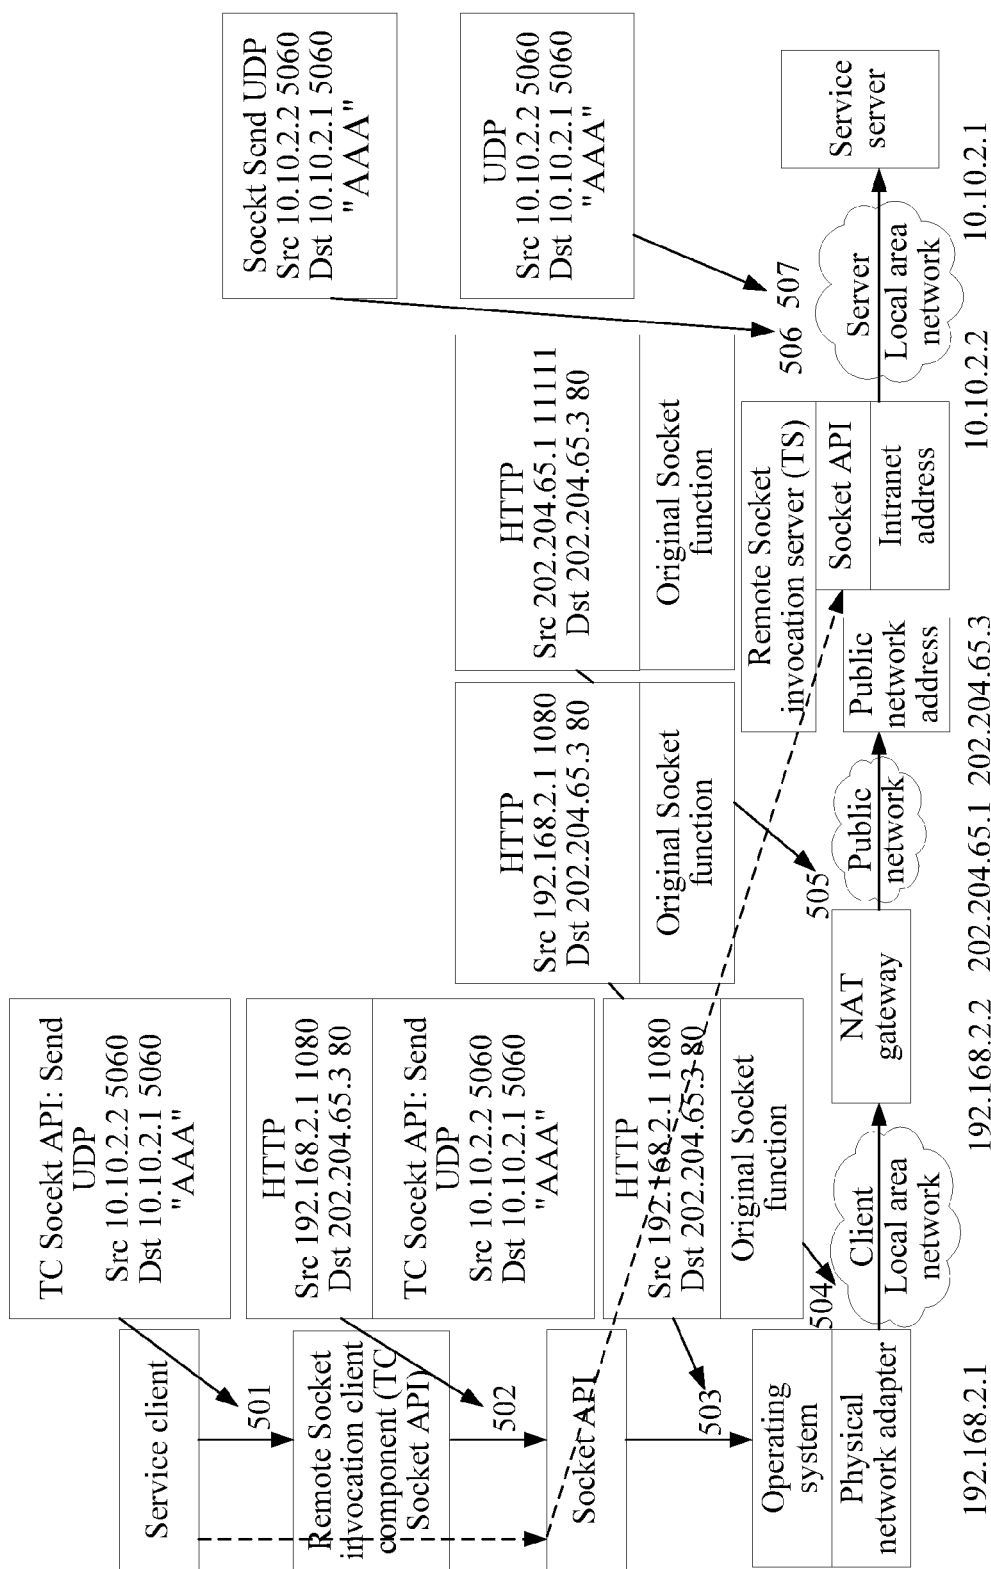 TC Socekt API: Send
UDP
Src 10.10.2.2 5060
Dst 10.10.2.1 5060
"AAA"
HTTP
Src 192.168.2.1 1080
Dst 202.204.65.3 80
TC Socekt API: Send
UDP
Src 10.10.2.2 5060
Dst 10.10.2.1 5060
"AAA"
HTTP
Src 192.168.2.1 1080
Dst 202.204.65.3 80
Original Socket
function
HTTP
Src 192.168.2.1 1080
Dst 202.204.65.3 80
Original Socket
function
HTTP
Src 202.204.65.1 11111
Dst 202.204.65.3 80
Original Socket
function
Socckt Scnd UDP
Src 10.10.2.2 5060
Dst 10.10.2.1 5060
"AAA"
UDP
Src 10.10.2.2 5060
Dst 10.10.2.1 5060
"AAA"
Service client
501
Remote Socket
invocation client
component (TC
Socket API)
502
Socket API
503
Operating
system
Physical
network adapter
504
Client
Local area
network
NAT
gateway
505
Public
network
Remote Socket
invocation server (TS)
Socket API
Public
network
address
Intranet
address
506
507
Server
Local area
network
Service
server
192.168.2.1
192.168.2.2
202.204.65.1
202.204.65.3
10.10.2.2
10.10.2.1